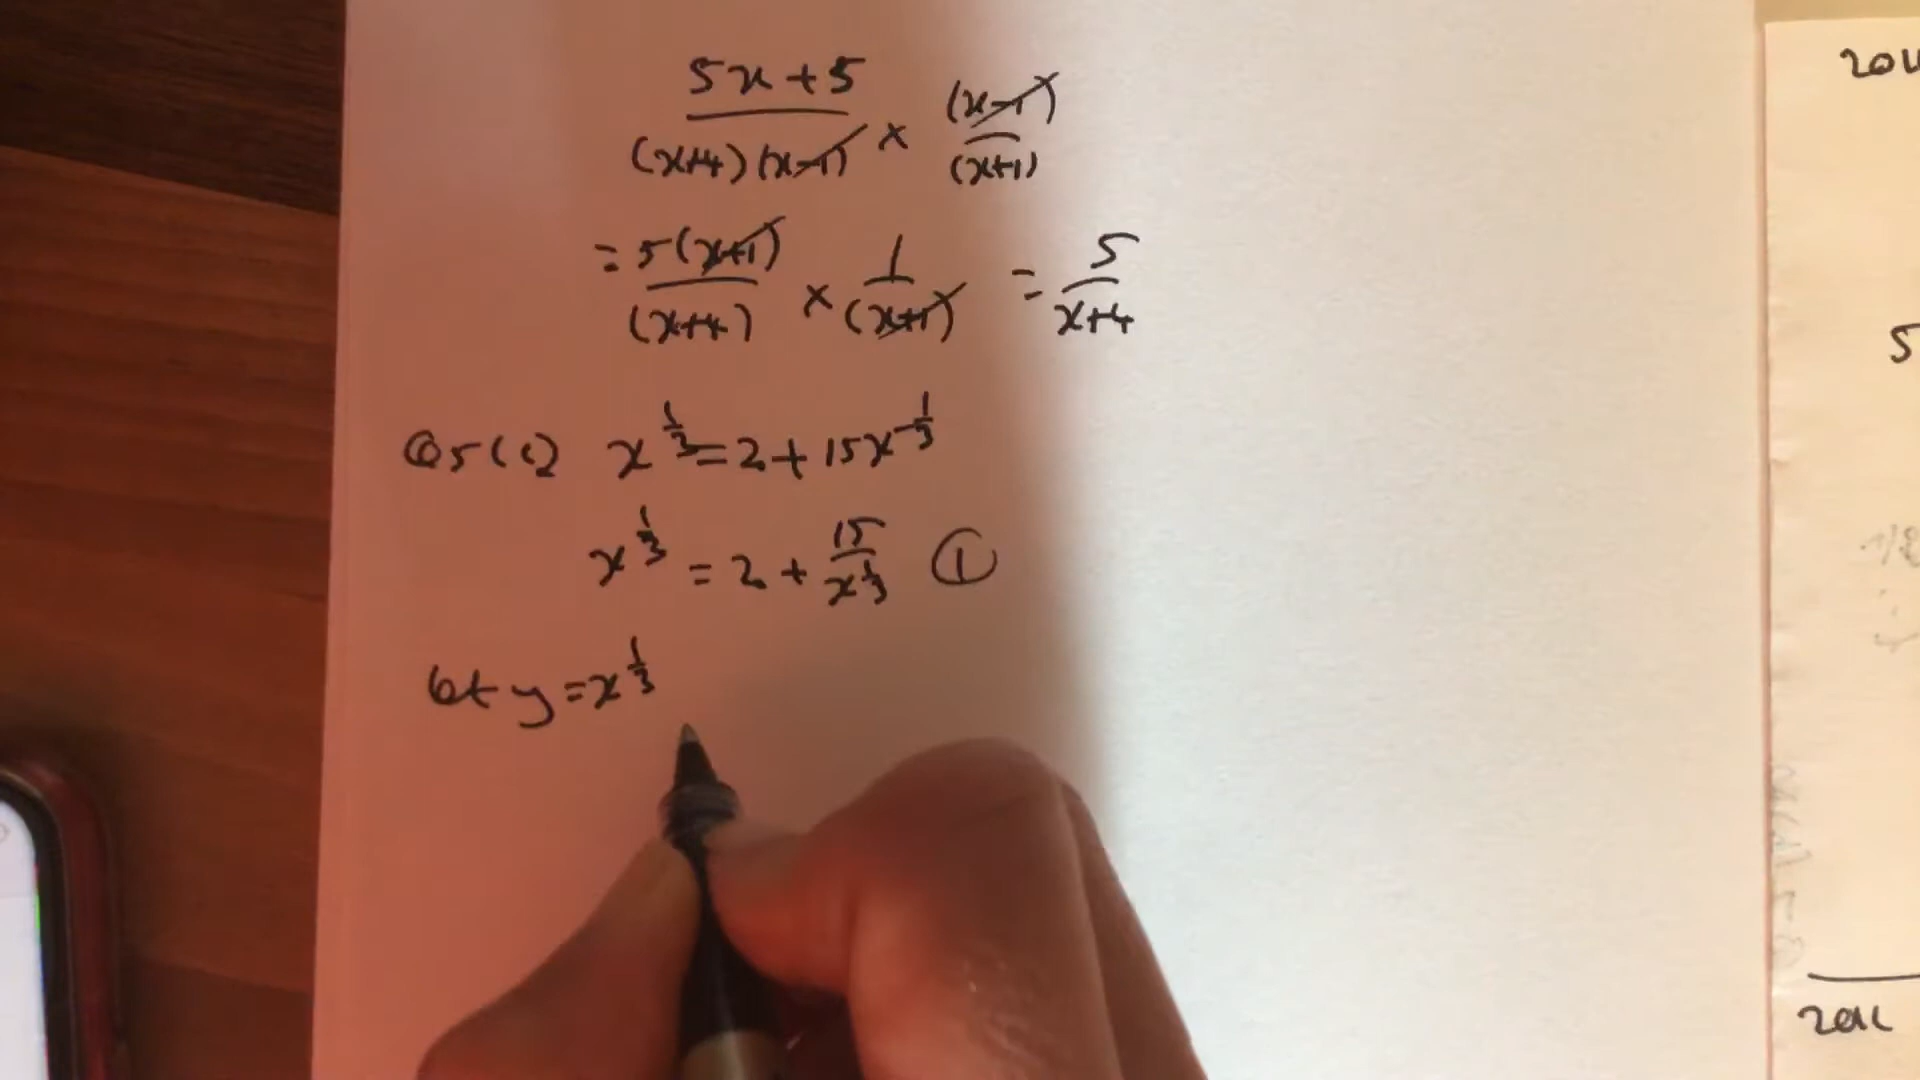 5x+5 / (x+4)(x-1) × (x-1) / (x+1)
= 5(x+1) / (x+4) × 1 / (x+1) = 5 / x+4
Q5(c) x^1/3 = 2 + 15x^-1/3
x^1/3 = 2 + 15 / x^1/3 ①
let y = x^1/3
5